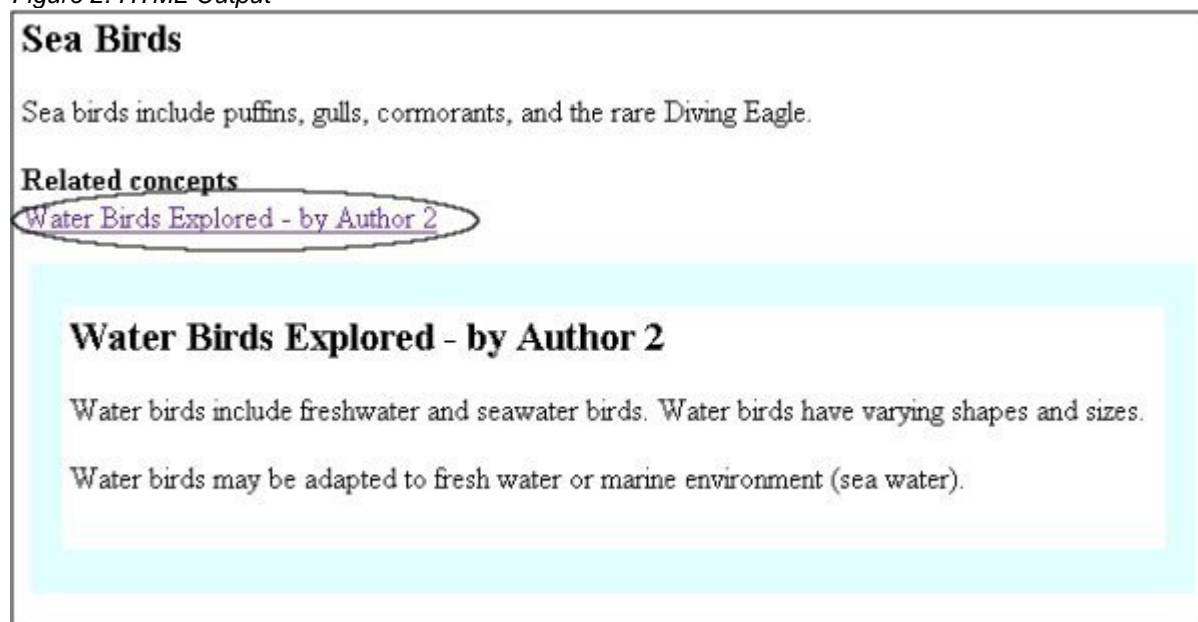 Figure 2. HTML Output
Sea Birds
Sea birds include puffins, gulls, cormorants, and the rare Diving Eagle.
Related concepts
Water Birds Explored - by Author 2
Water Birds Explored - by Author 2
Water birds include freshwater and seawater birds. Water birds have varying shapes and sizes.
Water birds may be adapted to fresh water or marine environment (sea water).